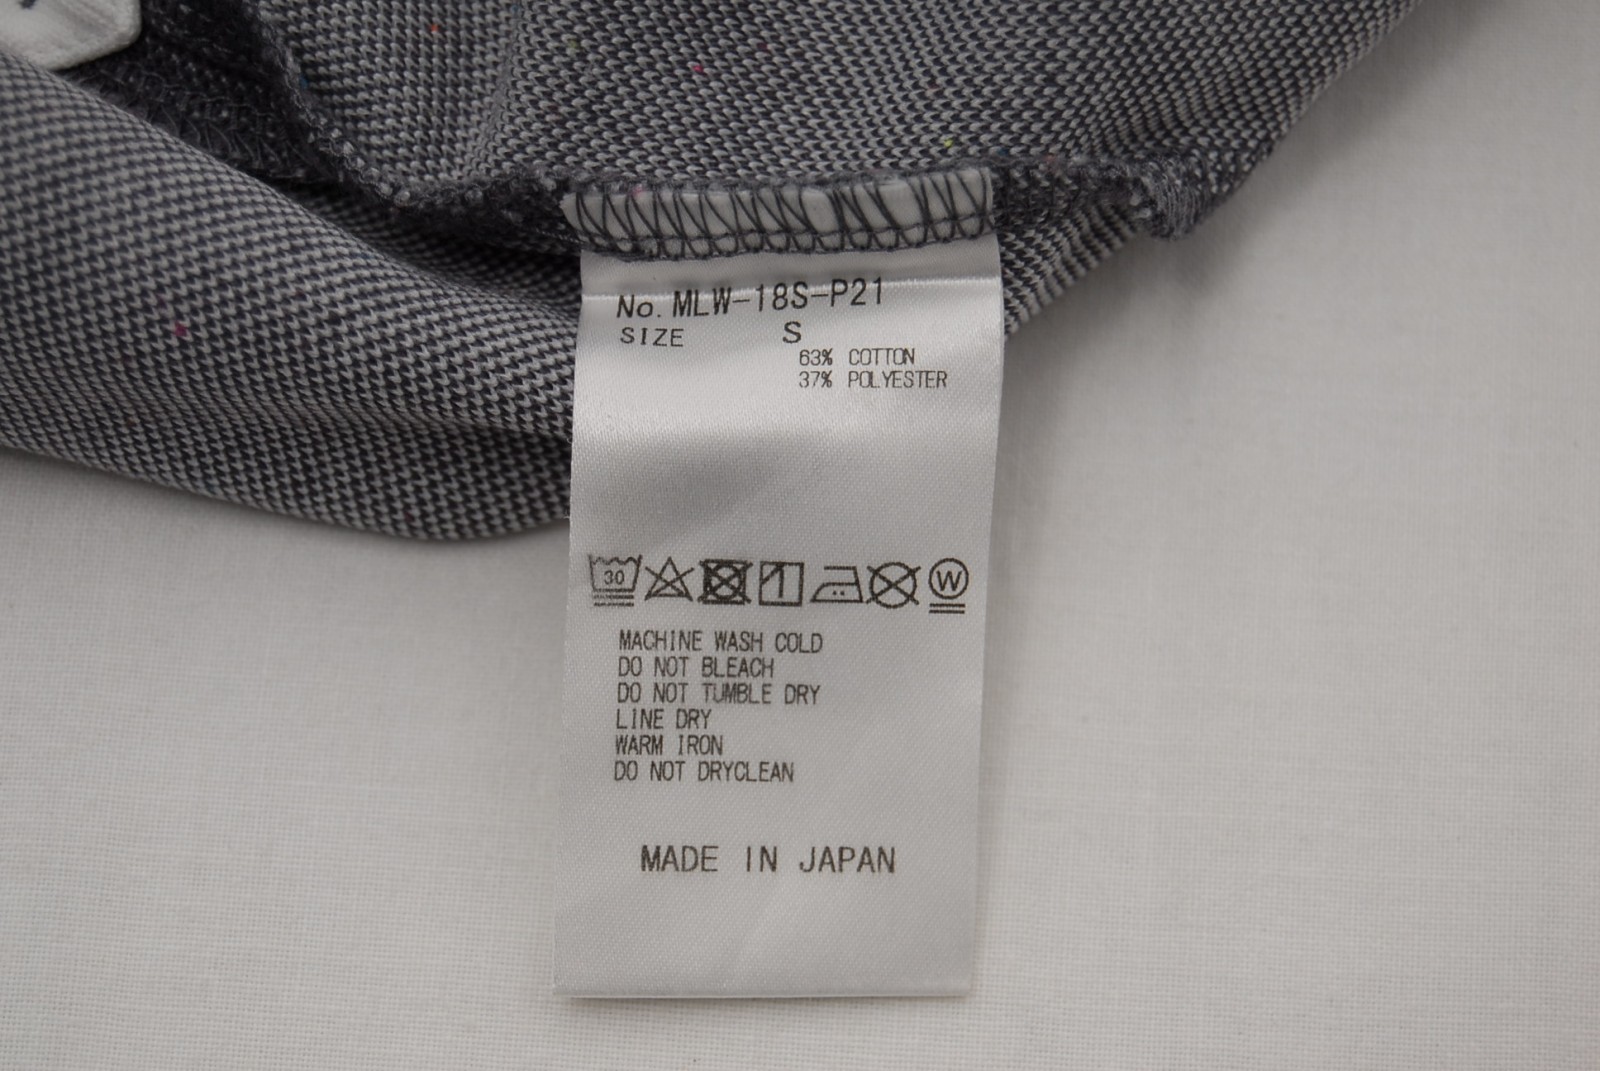 No. MLW-18S-P21
SIZE S
63% COTTON
37% POLYESTER
30 1 W
MACHINE WASH COLD
DO NOT BLEACH
DO NOT TUMBLE DRY
LINE DRY
WARM IRON
DO NOT DRYCLEAN
MADE IN JAPAN